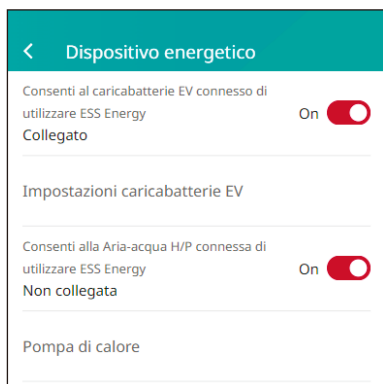 Dispositivo energetico
Consenti al caricabatterie EV connesso di
utilizzare ESS Energy
On
Collegato
Impostazioni caricabatterie EV
Consenti alla Aria-acqua H/P connessa di
utilizzare ESS Energy
On
Non collegata
Pompa di calore